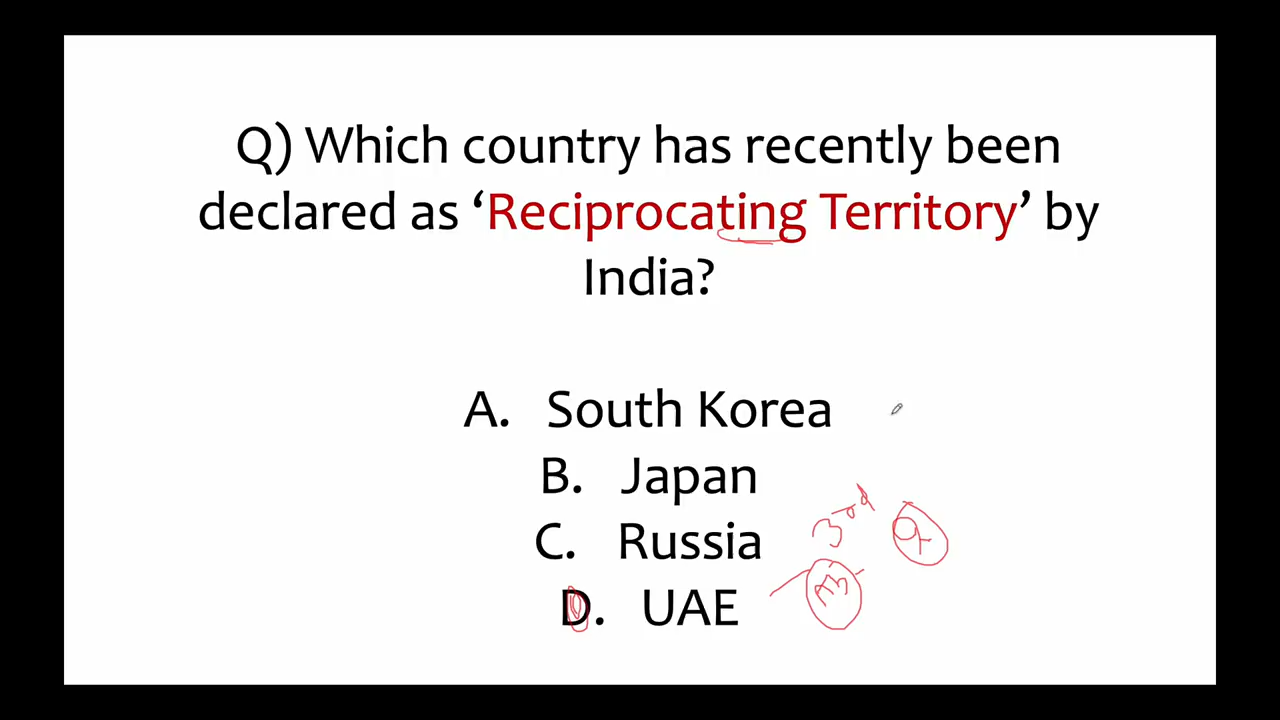 Q) Which country has recently been
declared as ‘Reciprocating Territory’ by
India?
A. South Korea
B. Japan
C. Russia
3rd
D. UAE